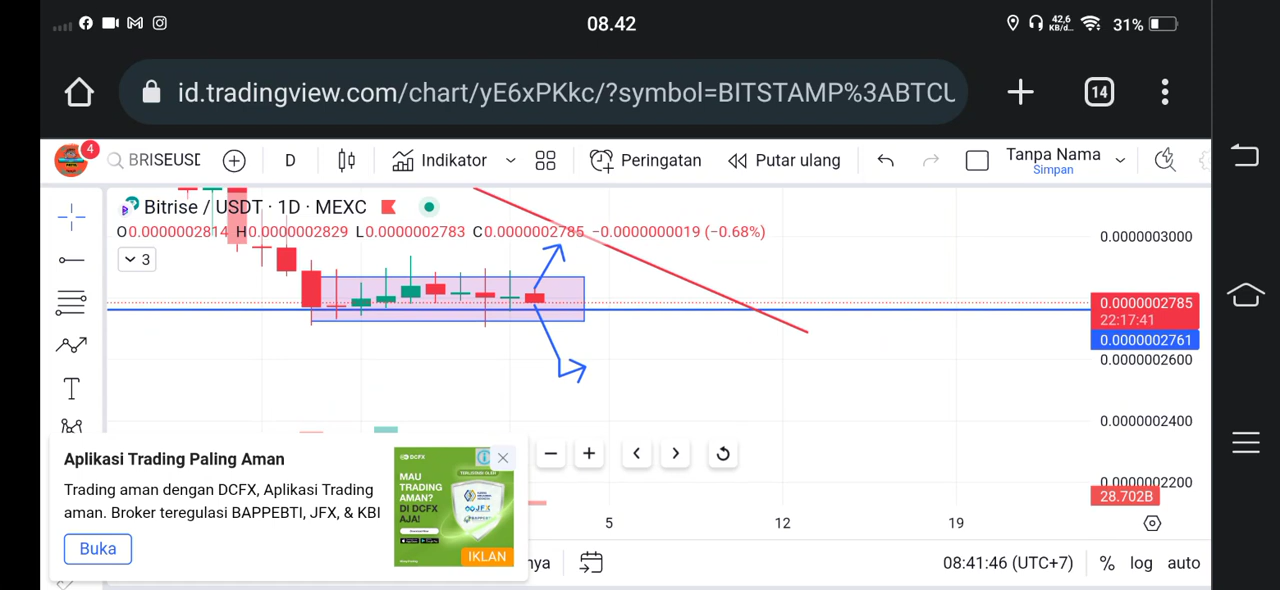 08.42
42,6
KB/d...
31%
id.tradingview.com/chart/yE6xPKkc/?symbol=BITSTAMP%3ABTCU
14
4
BRISEUSD
D
Indikator
Peringatan
Putar ulang
Tanpa Nama
Simpan
Bitrise / USDT · 1D · MEXC
O0.0000002814 H0.0000002829 L0.0000002783 C0.0000002785 −0.0000000019 (−0.68%)
3
0.0000003000
0.0000002785
22:17:41
0.0000002761
0.0000002600
0.0000002400
0.0000002200
28.702B
Aplikasi Trading Paling Aman
Trading aman dengan DCFX, Aplikasi Trading
aman. Broker teregulasi BAPPEBTI, JFX, & KBI
Buka
DCFX
MAU
TRADING
AMAN?
DI DCFX
AJA!
JFX
IKLAN
5
12
19
nya
08:41:46 (UTC+7)
%
log
auto